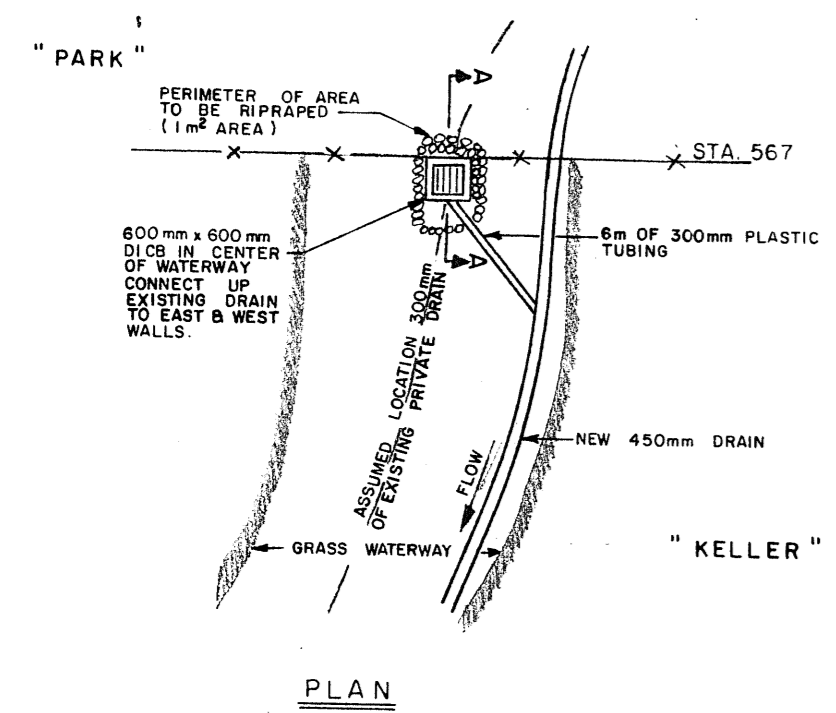 " PARK "
A
PERIMETER OF AREA
TO BE RIPRAPED
( 1 m² AREA )
STA. 567
600 mm x 600 mm
DICB IN CENTER
OF WATERWAY
CONNECT UP
EXISTING DRAIN
TO EAST & WEST
WALLS.
A
6m OF 300mm PLASTIC
TUBING
ASSUMED LOCATION 300mm
OF EXISTING PRIVATE DRAIN
NEW 450mm DRAIN
FLOW
GRASS WATERWAY
" KELLER "
PLAN